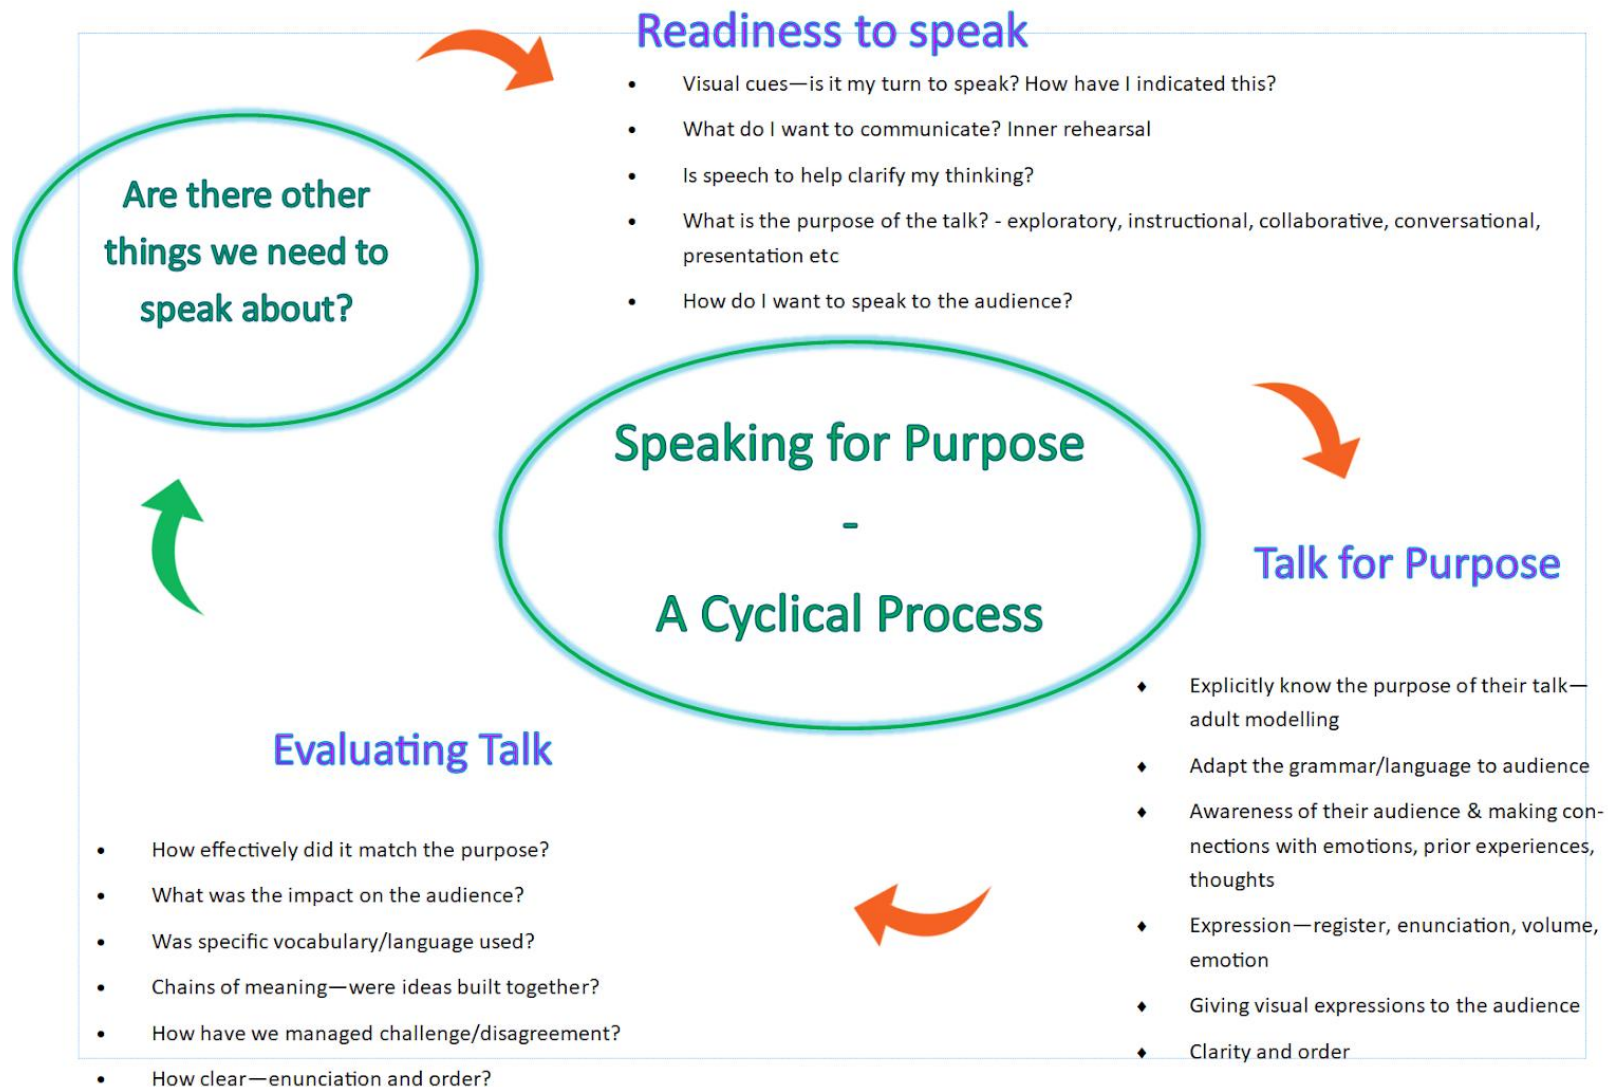 Readiness to speak
• Visual cues—is it my turn to speak? How have I indicated this?
• What do I want to communicate? Inner rehearsal
• Is speech to help clarify my thinking?
• What is the purpose of the talk? - exploratory, instructional, collaborative, conversational,
presentation etc
• How do I want to speak to the audience?
Are there other
things we need to
speak about?
Speaking for Purpose
-
A Cyclical Process
Talk for Purpose
♦ Explicitly know the purpose of their talk—
adult modelling
♦ Adapt the grammar/language to audience
♦ Awareness of their audience & making con-
nections with emotions, prior experiences,
thoughts
♦ Expression—register, enunciation, volume,
emotion
♦ Giving visual expressions to the audience
♦ Clarity and order
Evaluating Talk
• How effectively did it match the purpose?
• What was the impact on the audience?
• Was specific vocabulary/language used?
• Chains of meaning—were ideas built together?
• How have we managed challenge/disagreement?
• How clear—enunciation and order?